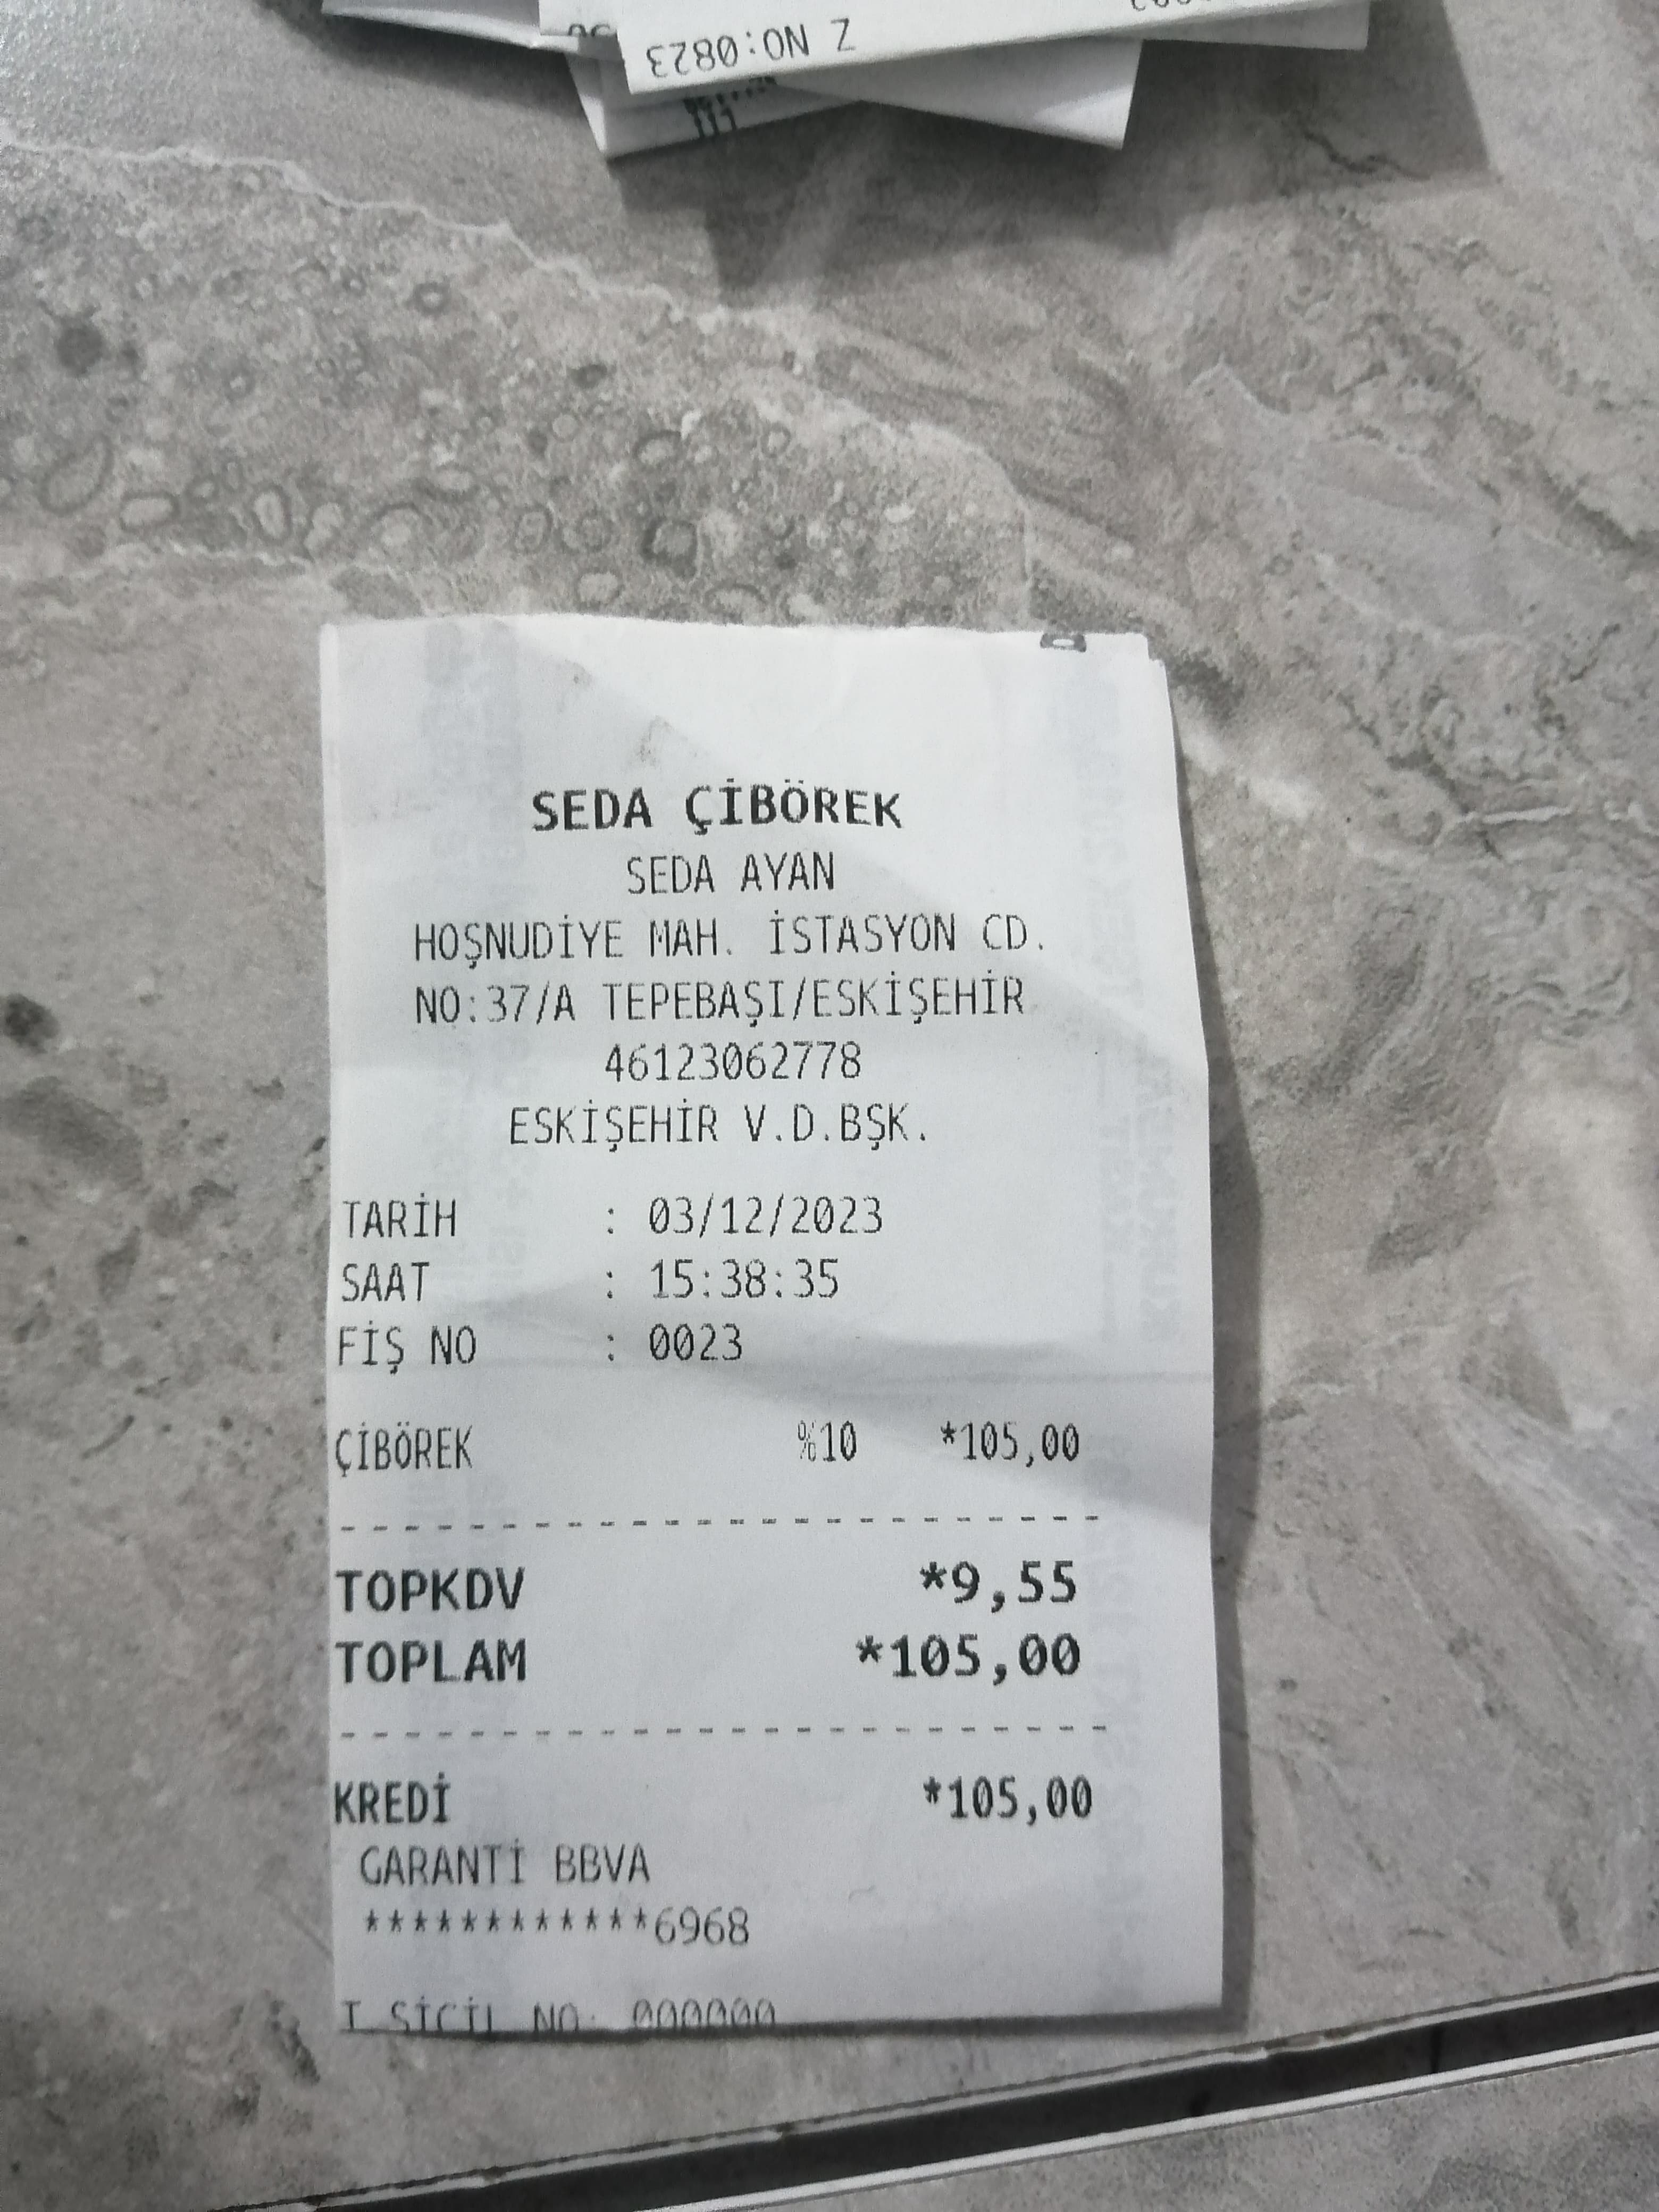 Z NO:0823
SEDA ÇİBÖREK
SEDA AYAN
HOŞNUDİYE MAH. İSTASYON CD.
NO:37/A TEPEBAŞI/ESKİŞEHİR
46123062778
ESKİŞEHİR V.D.BŞK.
TARİH : 03/12/2023
SAAT : 15:38:35
FİŞ NO : 0023
ÇİBÖREK %10 *105,00
TOPKDV *9,55
TOPLAM *105,00
KREDİ *105,00
GARANTİ BBVA
************6968
SİCİL NO: 000000